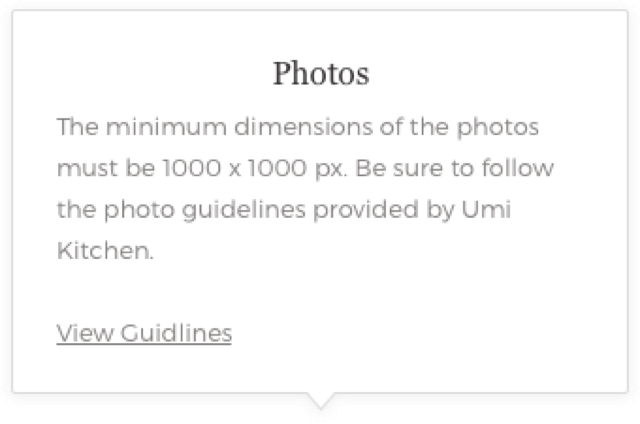 Photos
The minimum dimensions of the photos
must be 1000 x 1000 px. Be sure to follow
the photo guidelines provided by Umi
Kitchen.
View Guidlines